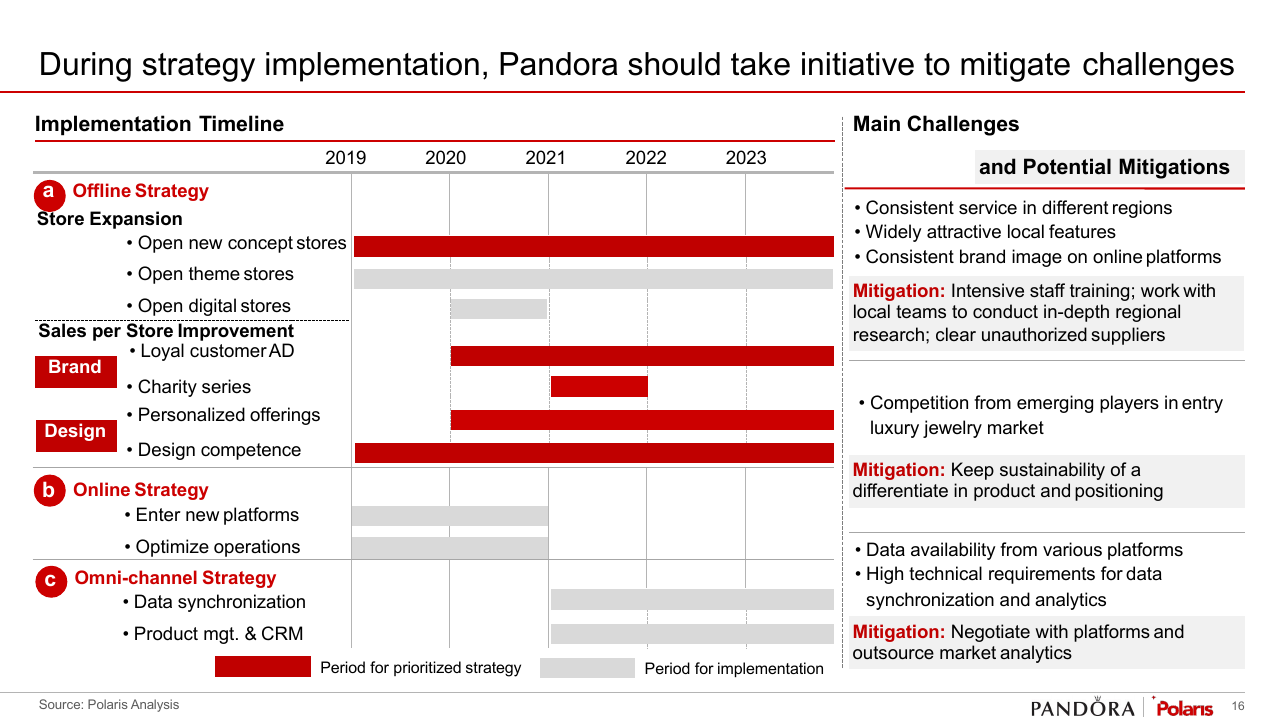 During strategy implementation, Pandora should take initiative to mitigate challenges
Implementation Timeline
2019 2020 2021 2022 2023
a Offline Strategy
Store Expansion
• Open new concept stores
• Open theme stores
• Open digital stores
Sales per Store Improvement
• Loyal customer AD
Brand
• Charity series
• Personalized offerings
Design
• Design competence
b Online Strategy
• Enter new platforms
• Optimize operations
c Omni-channel Strategy
• Data synchronization
• Product mgt. & CRM
Period for prioritized strategy
Period for implementation
Main Challenges
and Potential Mitigations
• Consistent service in different regions
• Widely attractive local features
• Consistent brand image on online platforms
Mitigation: Intensive staff training; work with
local teams to conduct in-depth regional
research; clear unauthorized suppliers
• Competition from emerging players in entry
luxury jewelry market
Mitigation: Keep sustainability of a
differentiate in product and positioning
• Data availability from various platforms
• High technical requirements for data
synchronization and analytics
Mitigation: Negotiate with platforms and
outsource market analytics
Source: Polaris Analysis
PANDÖRA
Polaris
16